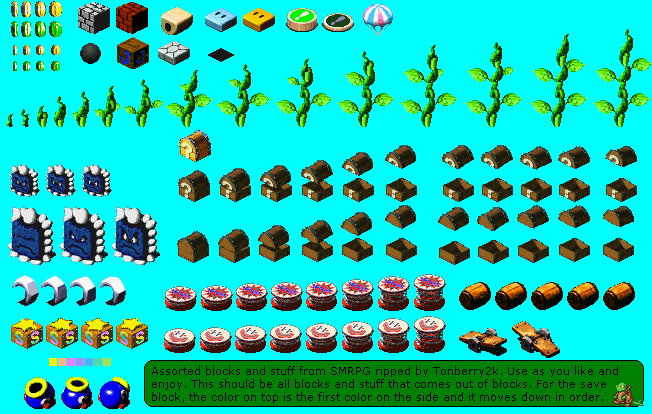 Assorted blocks and stuff from SMRPG ripped by Tonberry2k. Use as you like and
enjoy. This should be all blocks and stuff that comes out of blocks. For the save
block, the color on top is the first color on the side and it moves down in order.